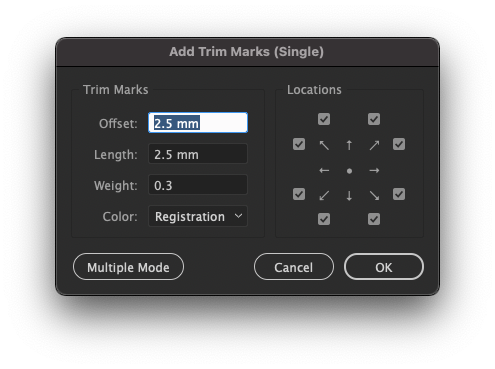 Add Trim Marks (Single)
Trim Marks
Offset: 2.5 mm
Length: 2.5 mm
Weight: 0.3
Color: Registration
Locations
Multiple Mode
Cancel
OK